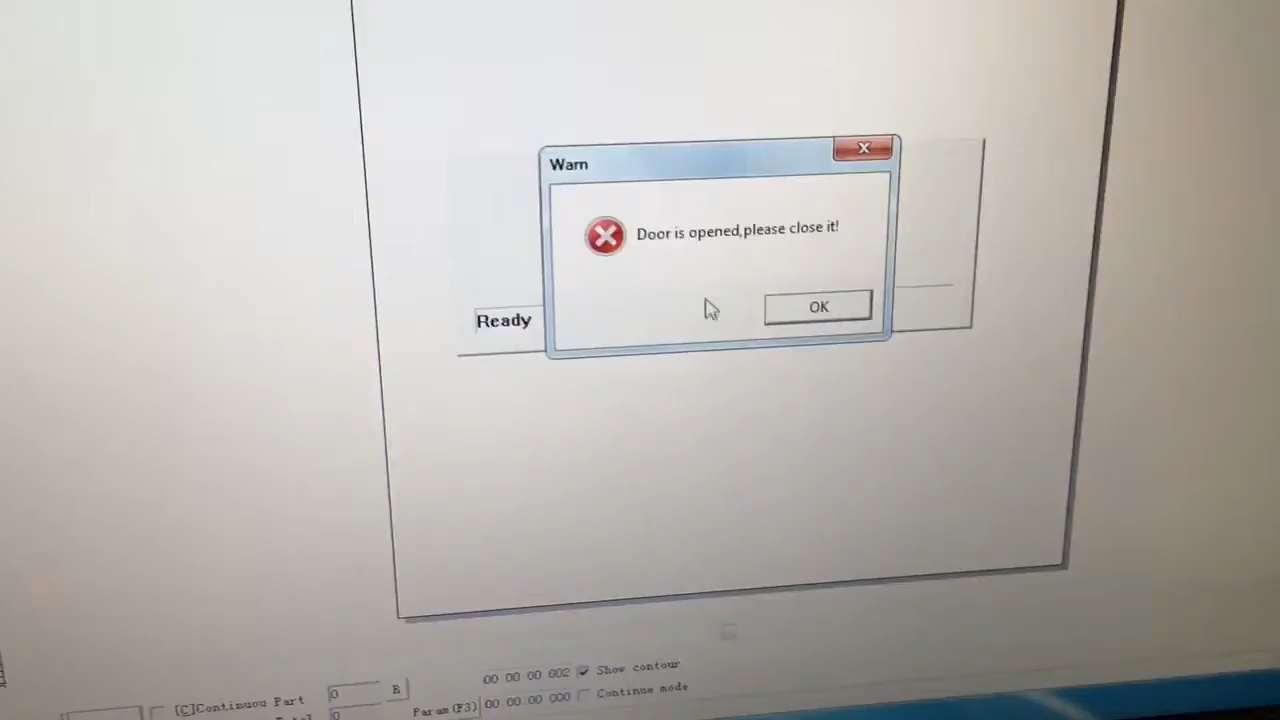 Warn
Door is opened,please close it!
OK
Ready
00 00 00 002 Show contour
[C]Continuou Part 0 R
Param(F3) 00 00 00 000 Continue mode
0